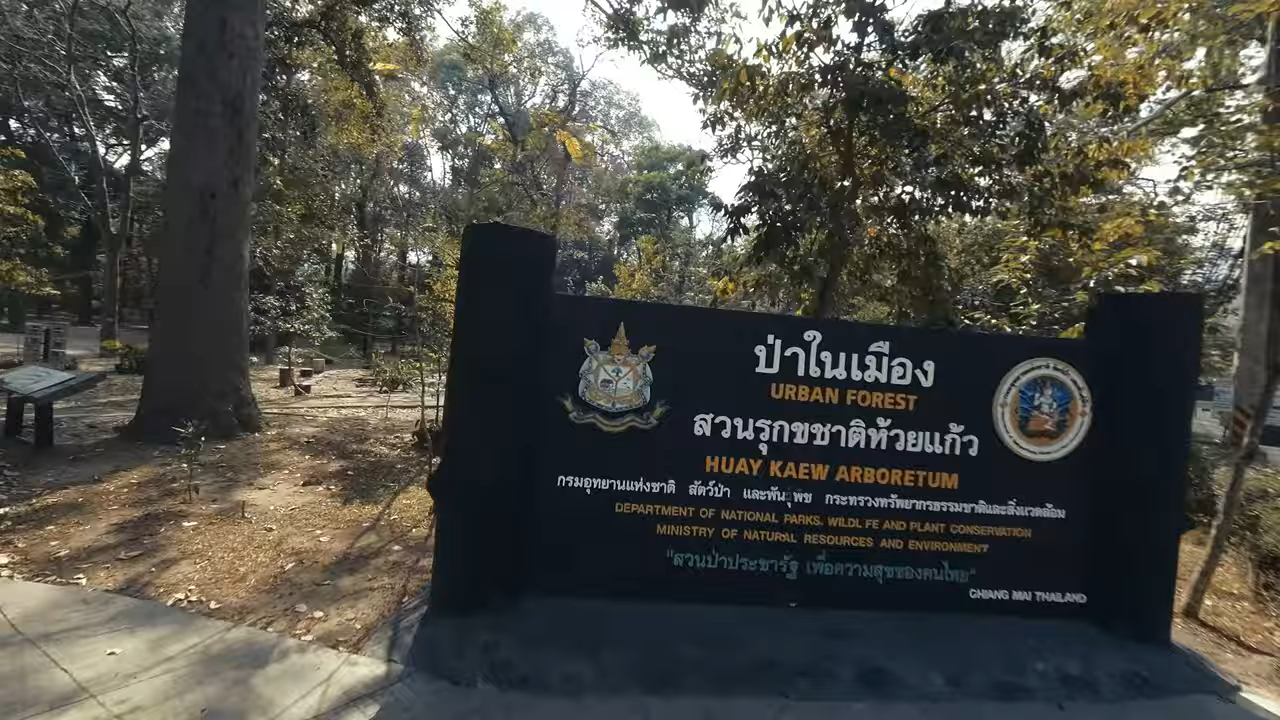 ป่าในเมือง
URBAN FOREST
สวนรุกขชาติห้วยแก้ว
HUAY KAEW ARBORETUM
กรมอุทยานแห่งชาติ สัตว์ป่า และพันุพืช กระทรวงทรัพยากรธรรมชาติและสิ่งแวดล้อม
DEPARTMENT OF NATIONAL PARKS, WILDL FE AND PLANT CONSERVATION
MINISTRY OF NATURAL RESOURCES AND ENVIRONMENT
"สวนป่าประชารัฐ เพื่อความสุขของคนไทย"
CHIANG MAI THAILAND